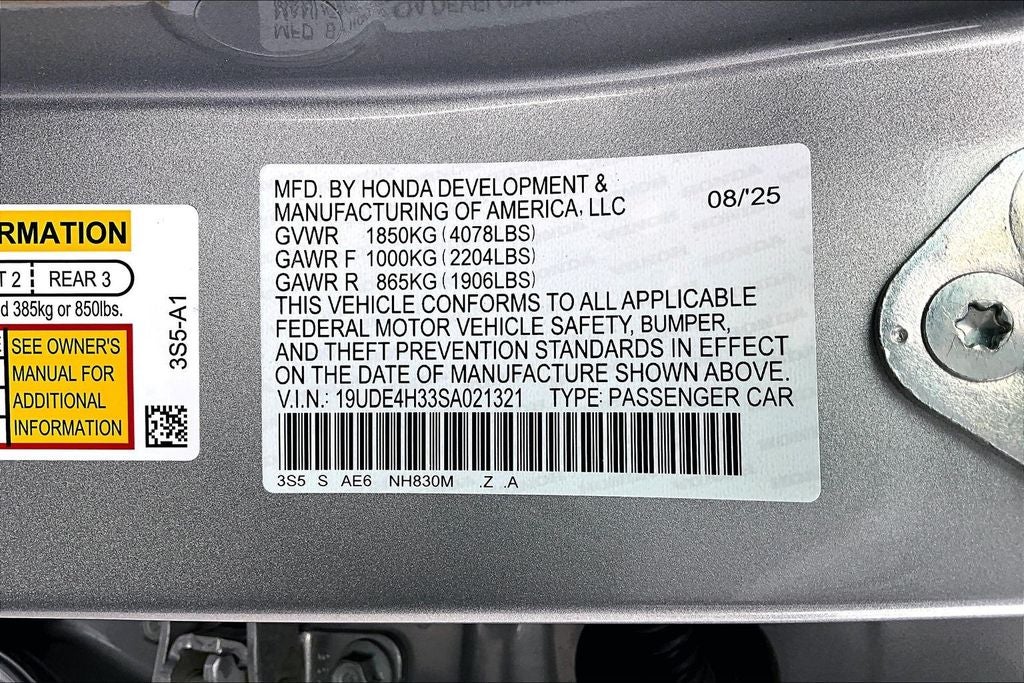 RMATION
T 2 REAR 3
d 385kg or 850lbs.
SEE OWNER'S
MANUAL FOR
ADDITIONAL
INFORMATION
3S5-A1
MFD. BY HONDA DEVELOPMENT &
MANUFACTURING OF AMERICA, LLC 08/'25
GVWR 1850KG (4078LBS)
GAWR F 1000KG (2204LBS)
GAWR R 865KG (1906LBS)
THIS VEHICLE CONFORMS TO ALL APPLICABLE
FEDERAL MOTOR VEHICLE SAFETY, BUMPER,
AND THEFT PREVENTION STANDARDS IN EFFECT
ON THE DATE OF MANUFACTURE SHOWN ABOVE.
V.I.N.: 19UDE4H33SA021321 TYPE: PASSENGER CAR
3S5 S AE6 NH830M .Z .A